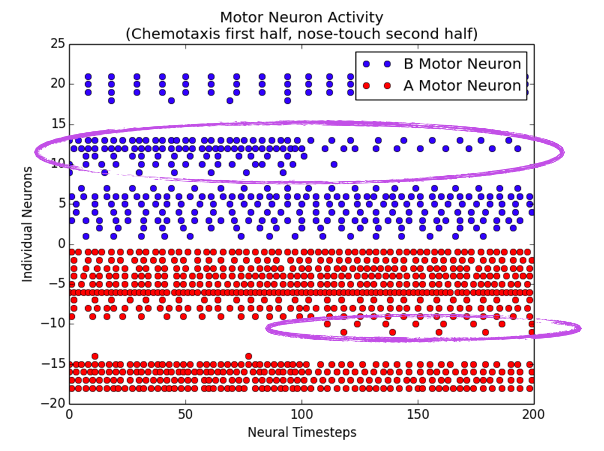 Motor Neuron Activity
(Chemotaxis first half, nose-touch second half)
B Motor Neuron
A Motor Neuron
Individual Neurons
25
20
15
10
5
0
−5
−10
−15
−20
0
50
100
150
200
Neural Timesteps